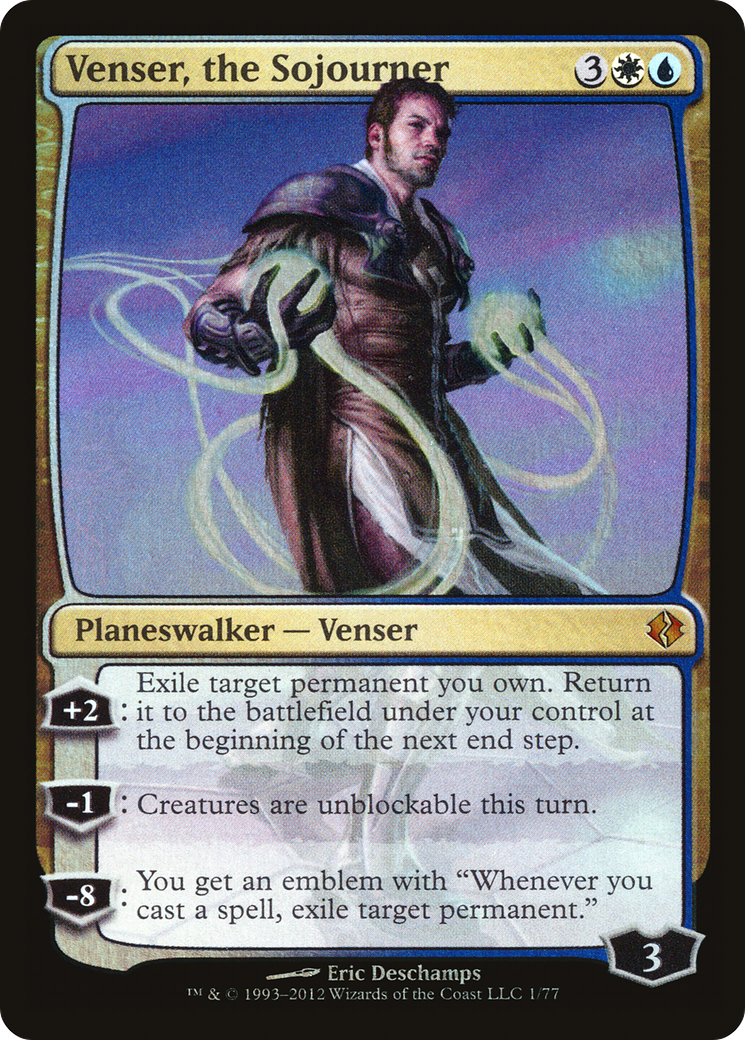 Venser, the Sojourner 3
Planeswalker — Venser
+2: Exile target permanent you own. Return
it to the battlefield under your control at
the beginning of the next end step.
-1: Creatures are unblockable this turn.
-8: You get an emblem with “Whenever you
cast a spell, exile target permanent.”
3
Eric Deschamps
™ & © 1993–2012 Wizards of the Coast LLC 1/77